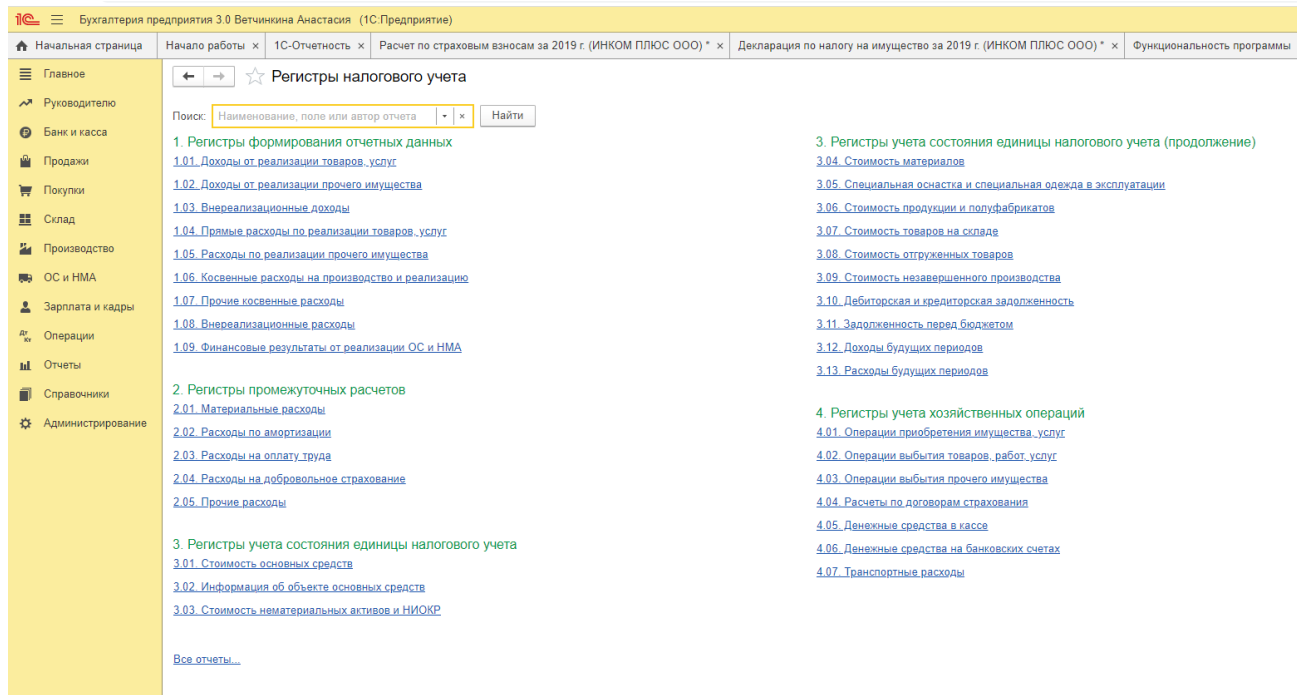 1С Бухгалтерия предприятия 3.0 Ветчинкина Анастасия (1С:Предприятие)
Начальная страница
Начало работы ×
1С-Отчетность ×
Расчет по страховым взносам за 2019 г. (ИНКОМ ПЛЮС ООО) * ×
Декларация по налогу на имущество за 2019 г. (ИНКОМ ПЛЮС ООО) * ×
Функциональность программы
Главное
Руководителю
Банк и касса
Продажи
Покупки
Склад
Производство
ОС и НМА
Зарплата и кадры
Дт Кт Операции
Отчеты
Справочники
Администрирование
Регистры налогового учета
Поиск: Наименование, поле или автор отчета × Найти
1. Регистры формирования отчетных данных
1.01. Доходы от реализации товаров, услуг
1.02. Доходы от реализации прочего имущества
1.03. Внереализационные доходы
1.04. Прямые расходы по реализации товаров, услуг
1.05. Расходы по реализации прочего имущества
1.06. Косвенные расходы на производство и реализацию
1.07. Прочие косвенные расходы
1.08. Внереализационные расходы
1.09. Финансовые результаты от реализации ОС и НМА
2. Регистры промежуточных расчетов
2.01. Материальные расходы
2.02. Расходы по амортизации
2.03. Расходы на оплату труда
2.04. Расходы на добровольное страхование
2.05. Прочие расходы
3. Регистры учета состояния единицы налогового учета
3.01. Стоимость основных средств
3.02. Информация об объекте основных средств
3.03. Стоимость нематериальных активов и НИОКР
Все отчеты...
3. Регистры учета состояния единицы налогового учета (продолжение)
3.04. Стоимость материалов
3.05. Специальная оснастка и специальная одежда в эксплуатации
3.06. Стоимость продукции и полуфабрикатов
3.07. Стоимость товаров на складе
3.08. Стоимость отгруженных товаров
3.09. Стоимость незавершенного производства
3.10. Дебиторская и кредиторская задолженность
3.11. Задолженность перед бюджетом
3.12. Доходы будущих периодов
3.13. Расходы будущих периодов
4. Регистры учета хозяйственных операций
4.01. Операции приобретения имущества, услуг
4.02. Операции выбытия товаров, работ, услуг
4.03. Операции выбытия прочего имущества
4.04. Расчеты по договорам страхования
4.05. Денежные средства в кассе
4.06. Денежные средства на банковских счетах
4.07. Транспортные расходы